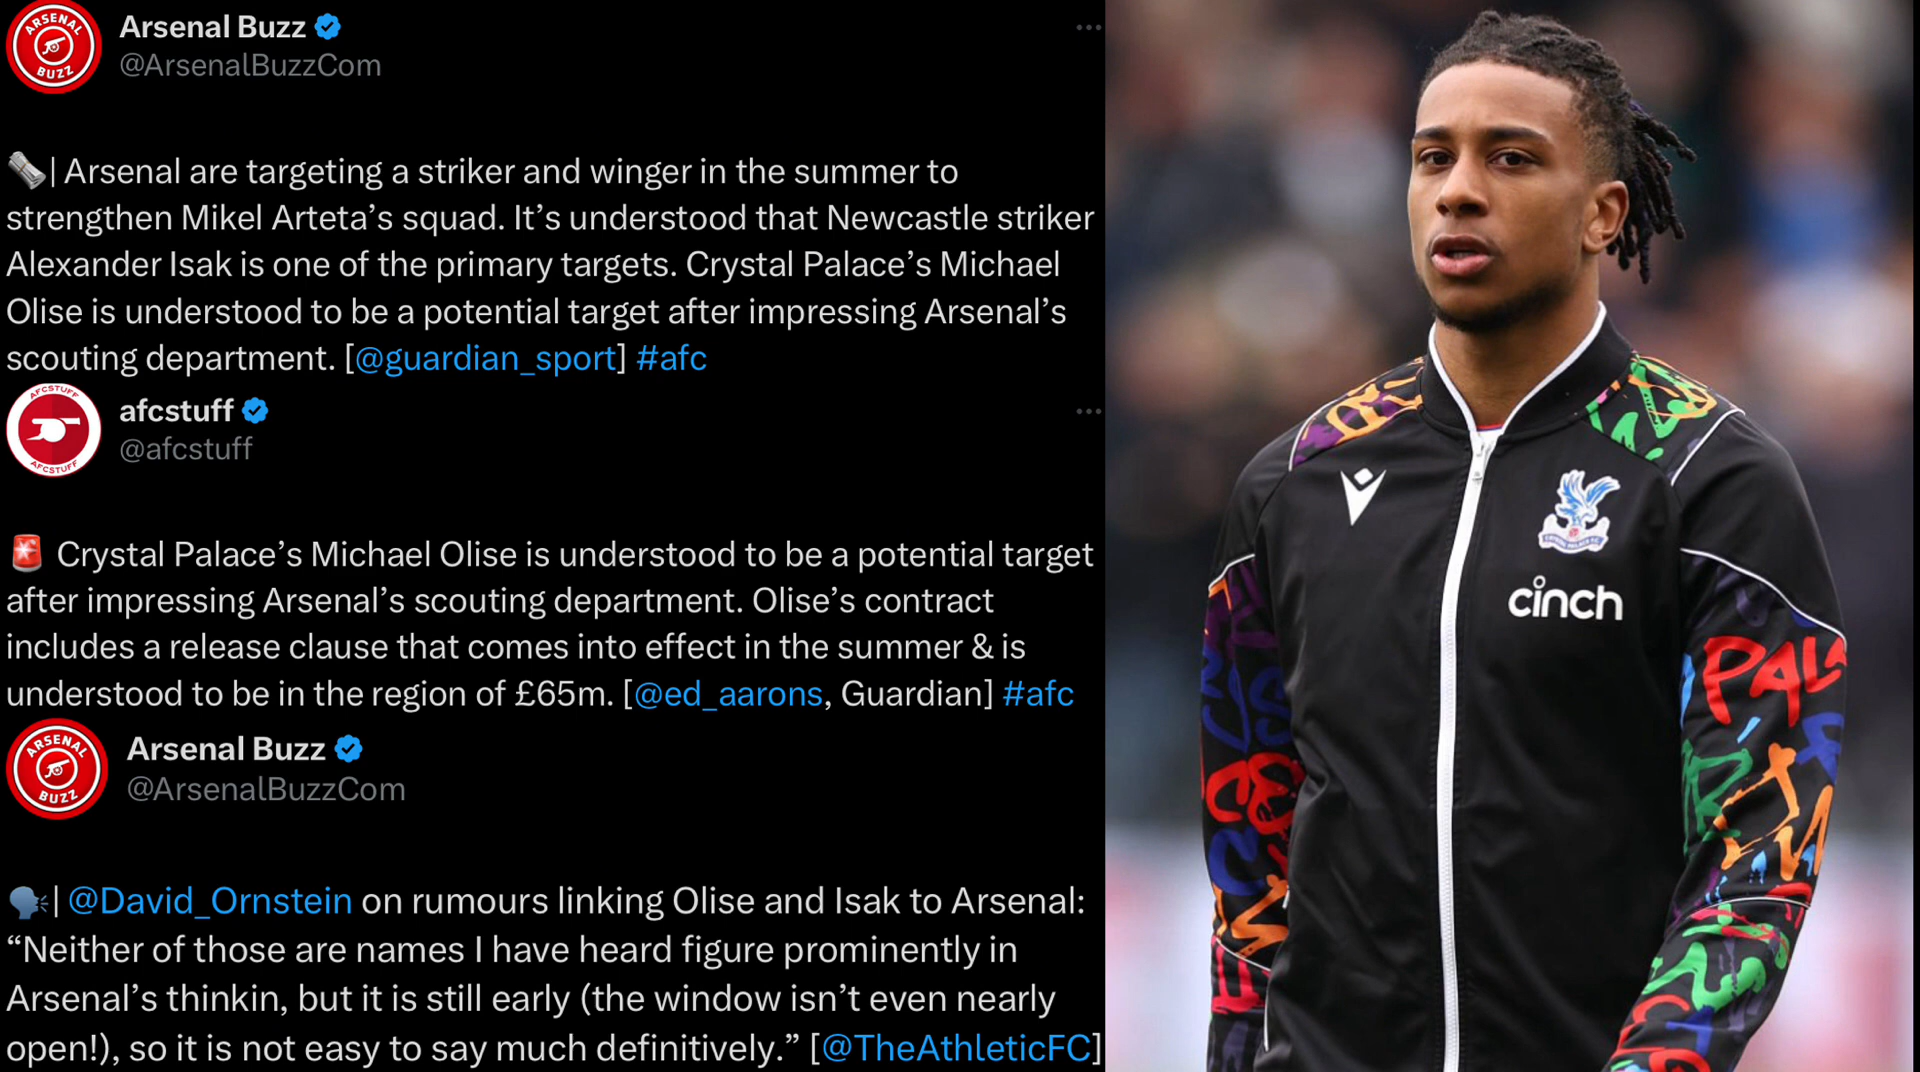 Arsenal Buzz
@ArsenalBuzzCom
| Arsenal are targeting a striker and winger in the summer to
strengthen Mikel Arteta’s squad. It’s understood that Newcastle striker
Alexander Isak is one of the primary targets. Crystal Palace’s Michael
Olise is understood to be a potential target after impressing Arsenal’s
scouting department. [@guardian_sport] #afc
afcstuff
@afcstuff
Crystal Palace’s Michael Olise is understood to be a potential target
after impressing Arsenal’s scouting department. Olise’s contract
includes a release clause that comes into effect in the summer & is
understood to be in the region of £65m. [@ed_aarons, Guardian] #afc
Arsenal Buzz
@ArsenalBuzzCom
| @David_Ornstein on rumours linking Olise and Isak to Arsenal:
“Neither of those are names I have heard figure prominently in
Arsenal’s thinkin, but it is still early (the window isn’t even nearly
open!), so it is not easy to say much definitively.” [@TheAthleticFC]
ARSENAL
BUZZ
AFCSTUFF
AFCSTUFF
ARSENAL
BUZZ
cinch
PAL